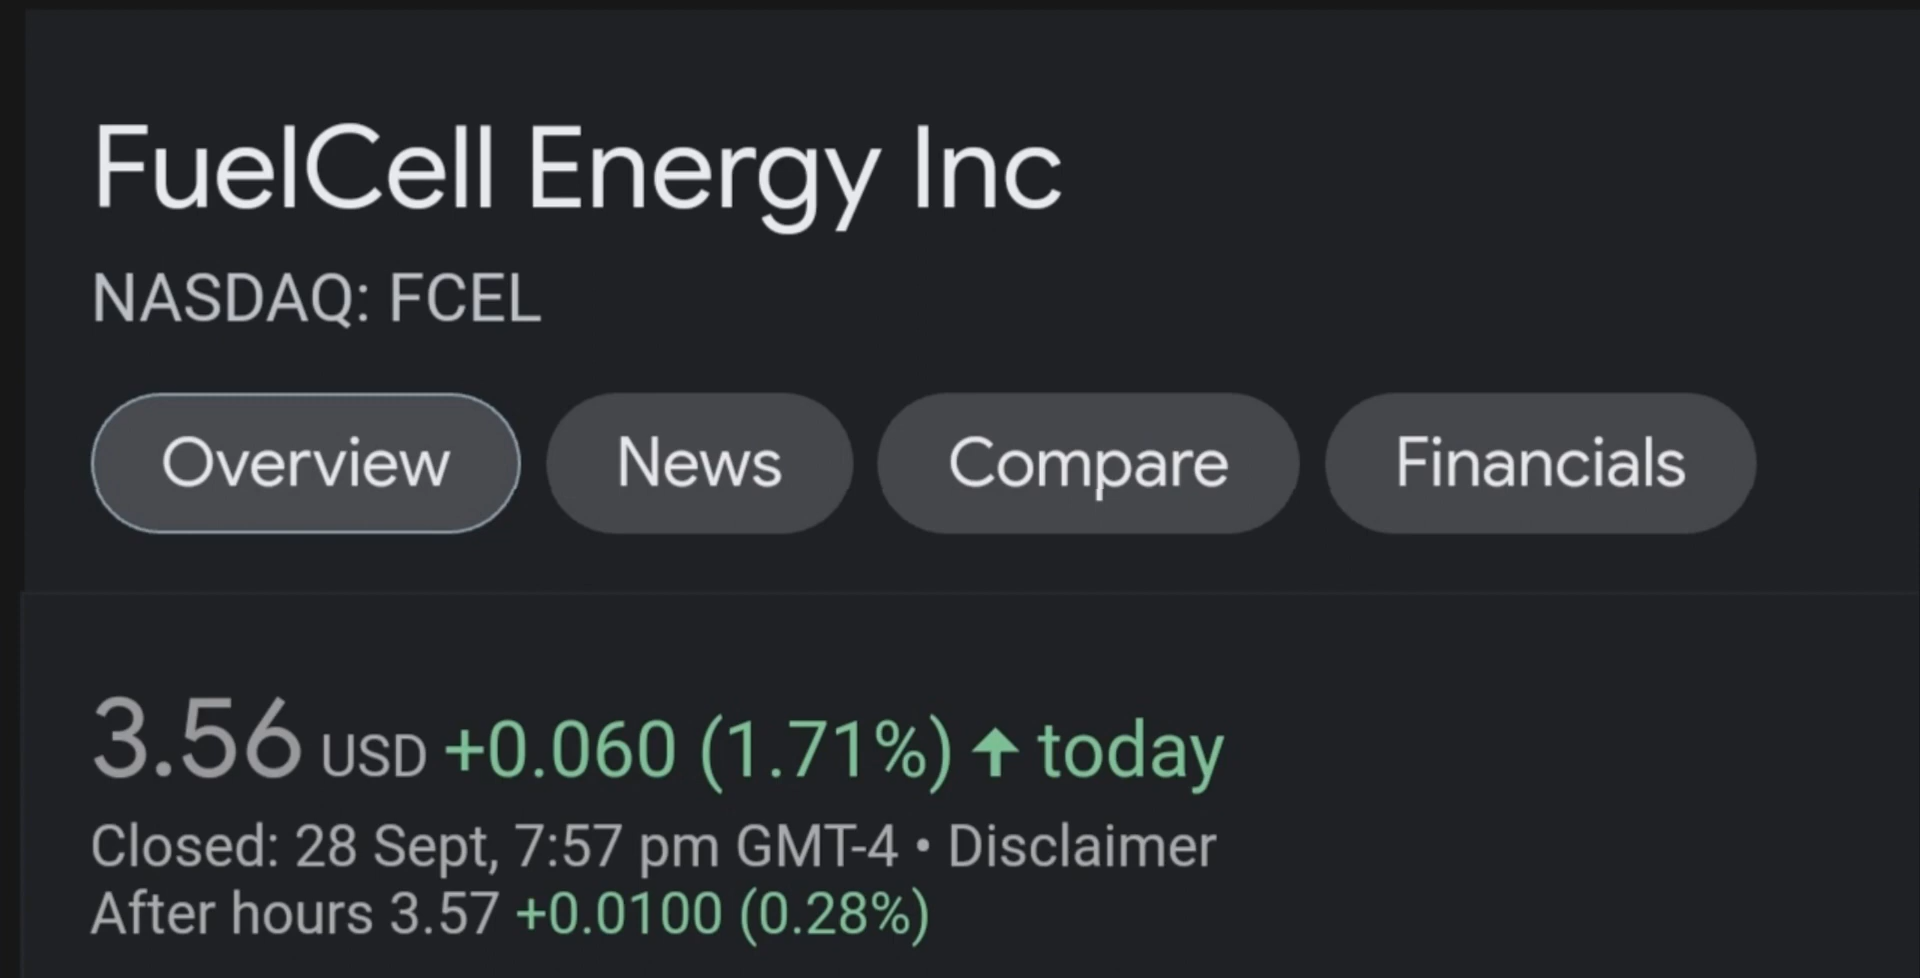 FuelCell Energy Inc
NASDAQ: FCEL
Overview News Compare Financials
3.56 USD +0.060 (1.71%) ↑ today
Closed: 28 Sept, 7:57 pm GMT-4 • Disclaimer
After hours 3.57 +0.0100 (0.28%)